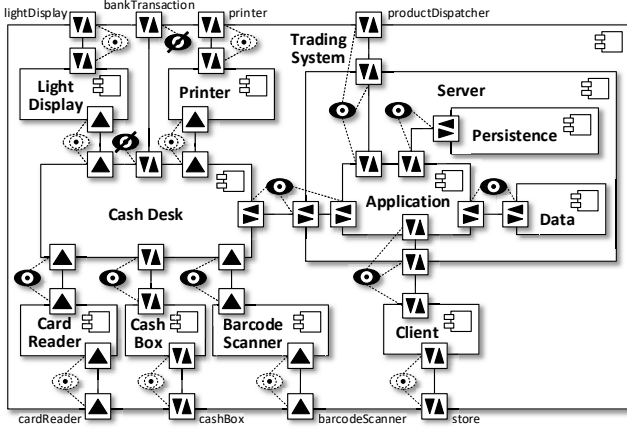 lightDisplay bankTransaction printer productDispatcher
Trading
System
Server
Light
Display
Printer
Persistence
Cash Desk
Application
Data
Card
Reader
Cash
Box
Barcode
Scanner
Client
cardReader cashBox barcodeScanner store